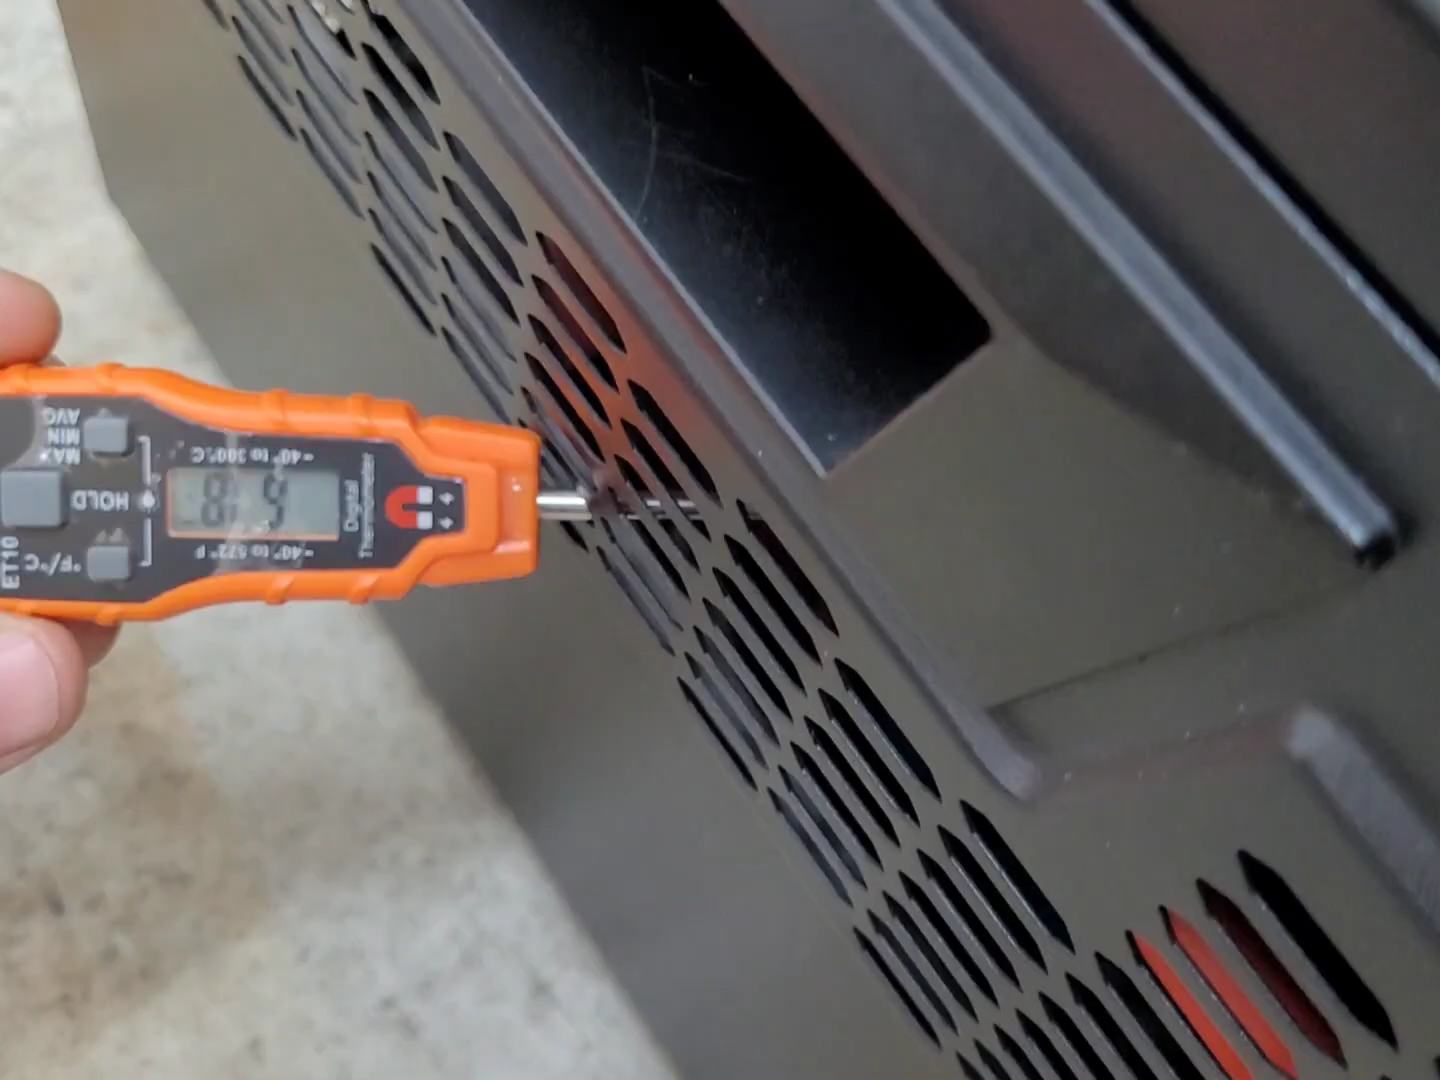 Digital
Thermometer
-40° to 572°F
-40° to 300°C
°F/°C
HOLD
MAX
MIN
AVG
ET10